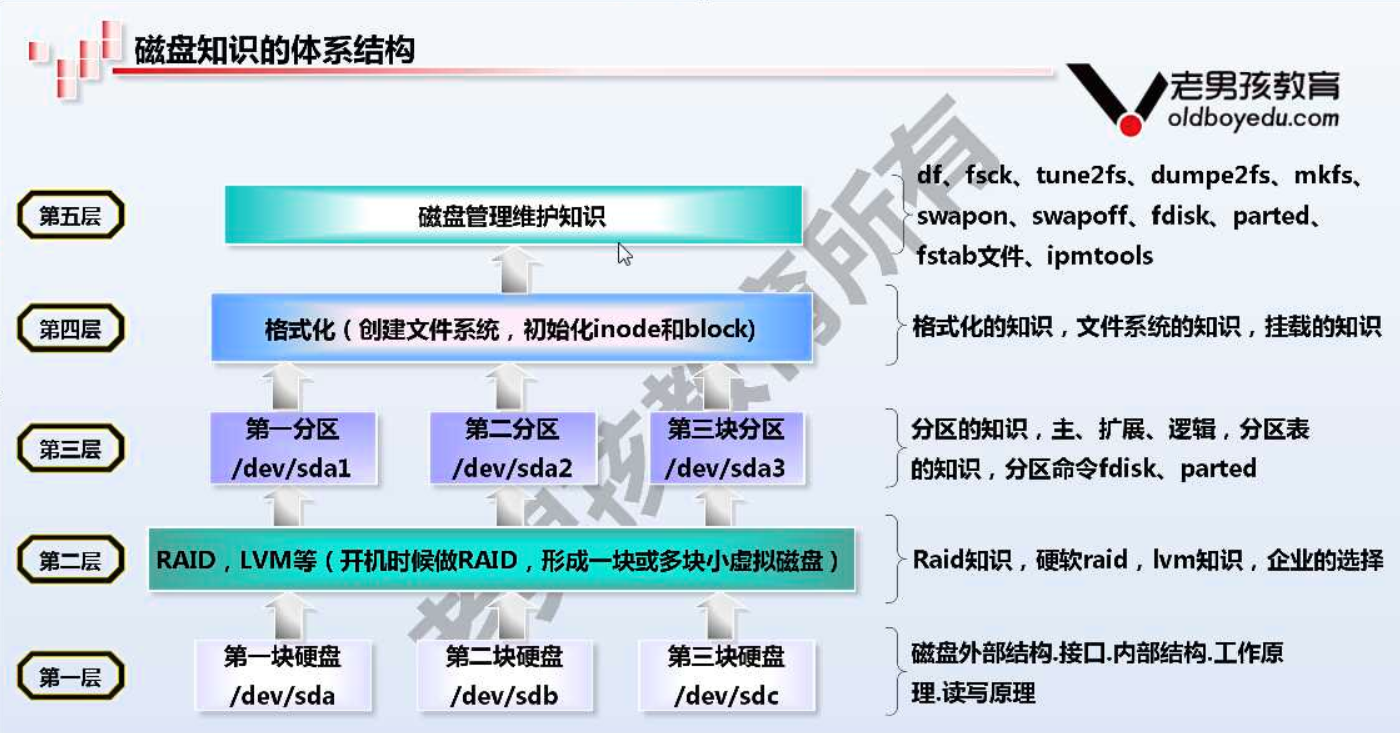 磁盘知识的体系结构
老男孩教育
oldboyedu.com
第五层
磁盘管理维护知识
df、fsck、tune2fs、dumpe2fs、mkfs、
swapon、swapoff、fdisk、parted、
fstab文件、ipmtools
第四层
格式化（创建文件系统，初始化inode和block)
格式化的知识，文件系统的知识，挂载的知识
第三层
第一分区
/dev/sda1
第二分区
/dev/sda2
第三块分区
/dev/sda3
分区的知识，主、扩展、逻辑，分区表
的知识，分区命令fdisk、parted
第二层
RAID，LVM等（开机时候做RAID，形成一块或多块小虚拟磁盘）
Raid知识，硬软raid，lvm知识，企业的选择
第一层
第一块硬盘
/dev/sda
第二块硬盘
/dev/sdb
第三块硬盘
/dev/sdc
磁盘外部结构.接口.内部结构.工作原
理.读写原理
老男孩教育所有